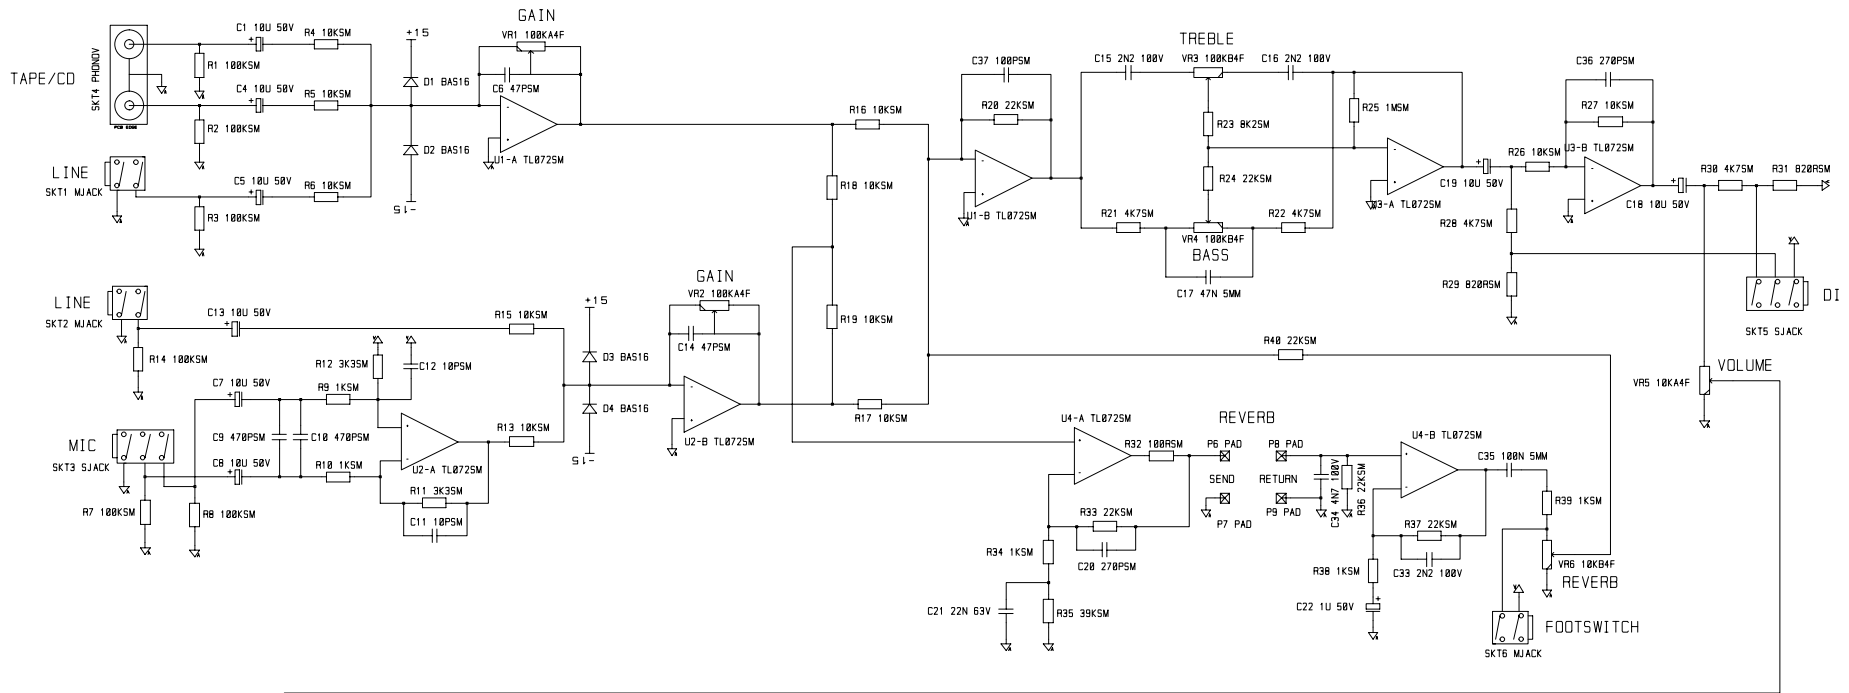 TAPE/CD
SKT4 PHONOV
PCB EDGE
C1 10U 50V
R4 10KSM
R1 100KSM
C4 10U 50V
R5 10KSM
R2 100KSM
LINE
SKT1 MJACK
C5 10U 50V
R6 10KSM
R3 100KSM
+15
D1 BAS16
D2 BAS16
-15
GAIN
VR1 100KA4F
C6 47PSM
U1-A TL072SM
R16 10KSM
R18 10KSM
R19 10KSM
R17 10KSM
C37 100PSM
R20 22KSM
U1-B TL072SM
TREBLE
C15 2N2 100V
VR3 100KB4F
C16 2N2 100V
R23 8K2SM
R24 22KSM
R25 1MSM
R21 4K7SM
VR4 100KB4F
R22 4K7SM
BASS
C17 47N 5MM
U3-A TL072SM
C19 10U 50V
R26 10KSM
C36 270PSM
R27 10KSM
U3-B TL072SM
C18 10U 50V
R30 4K7SM
R31 820RSM
R28 4K7SM
R29 820RSM
DI
SKT5 SJACK
VOLUME
VR5 10KA4F
LINE
SKT2 MJACK
C13 10U 50V
R15 10KSM
R14 100KSM
R12 3K3SM
C12 10PSM
C7 10U 50V
R9 1KSM
MIC
SKT3 SJACK
C9 470PSM
C10 470PSM
C8 10U 50V
R10 1KSM
U2-A TL072SM
R13 10KSM
R11 3K3SM
C11 10PSM
R7 100KSM
R8 100KSM
+15
D3 BAS16
D4 BAS16
-15
GAIN
VR2 100KA4F
C14 47PSM
U2-B TL072SM
R40 22KSM
U4-A TL072SM
R32 100RSM
REVERB
P6 PAD
P8 PAD
SEND
RETURN
P7 PAD
P9 PAD
C34 4N7 100V
R36 22KSM
R33 22KSM
C20 270PSM
R34 1KSM
C21 22N 63V
R35 39KSM
U4-B TL072SM
C35 100N 5MM
R39 1KSM
R37 22KSM
C33 2N2 100V
R38 1KSM
C22 1U 50V
VR6 10KB4F
REVERB
FOOTSWITCH
SKT6 MJACK